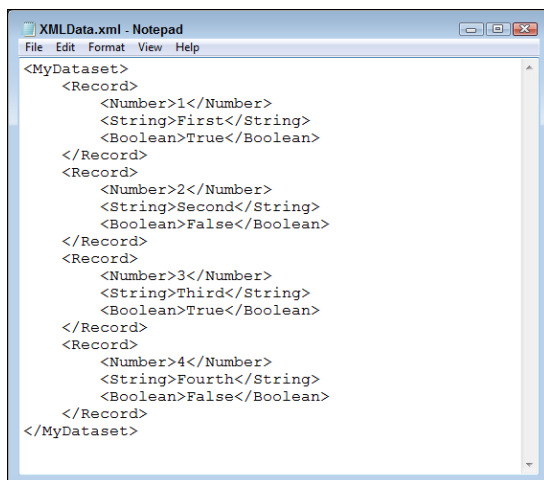 XMLData.xml - Notepad
File Edit Format View Help
<MyDataset>
    <Record>
        <Number>1</Number>
        <String>First</String>
        <Boolean>True</Boolean>
    </Record>
    <Record>
        <Number>2</Number>
        <String>Second</String>
        <Boolean>False</Boolean>
    </Record>
    <Record>
        <Number>3</Number>
        <String>Third</String>
        <Boolean>True</Boolean>
    </Record>
    <Record>
        <Number>4</Number>
        <String>Fourth</String>
        <Boolean>False</Boolean>
    </Record>
</MyDataset>